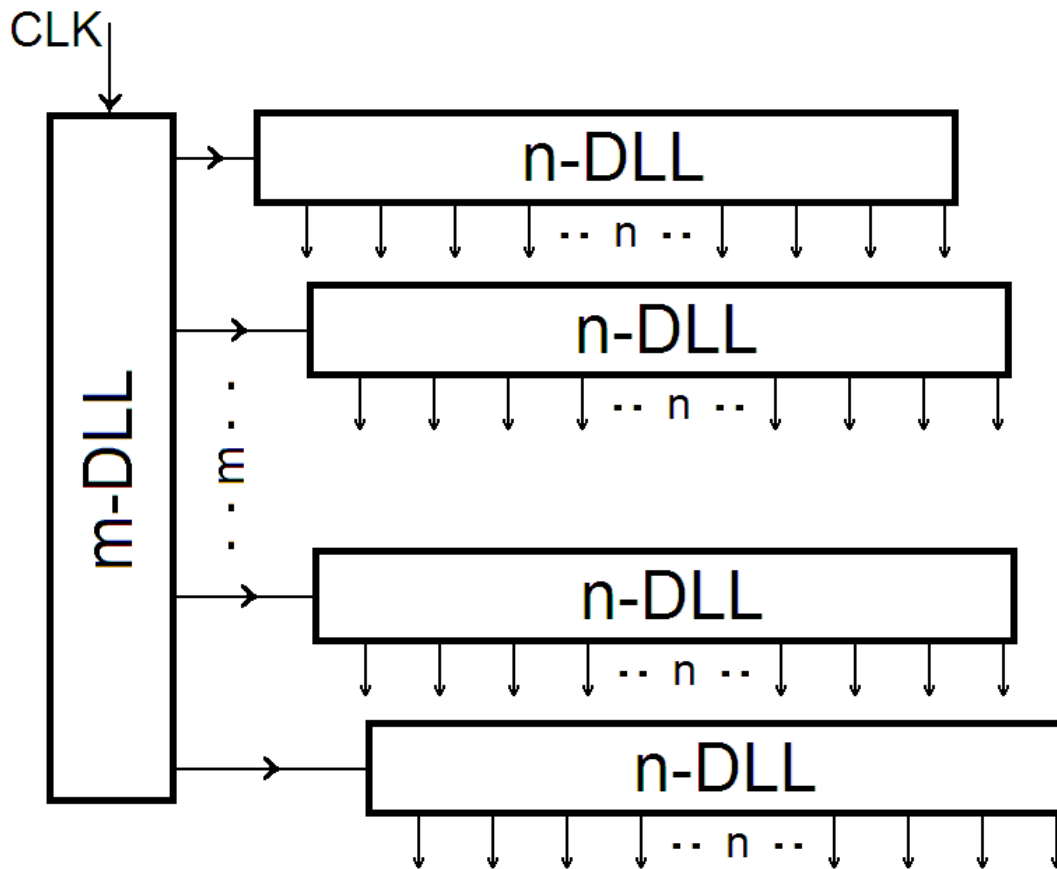 CLK
n-DLL
-- n --
n-DLL
-- n --
m-DLL
· · m · ·
n-DLL
-- n --
n-DLL
-- n --